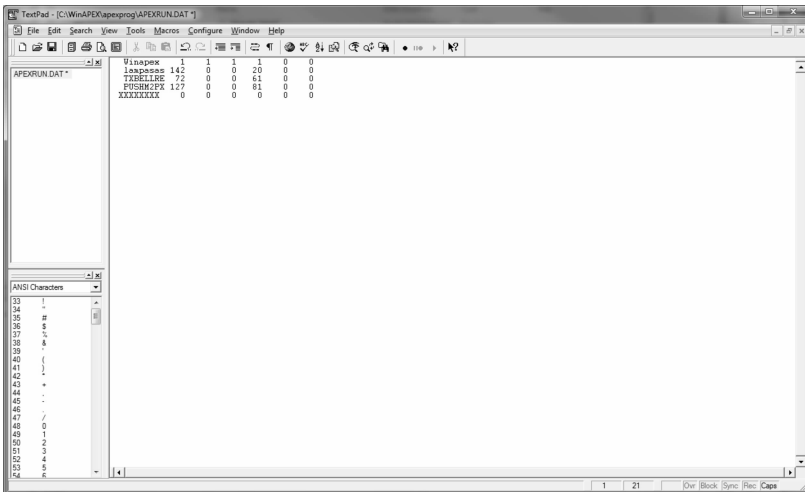 TextPad - [C:\WinAPEX\apexprog\APEXRUN.DAT *]
File Edit Search View Tools Macros Configure Window Help
APEXRUN.DAT *
Winapex 1 1 1 1 0 0
lampasas 142 0 0 20 0 0
TXBELLRE 72 0 0 61 0 0
PUSHM2PX 127 0 0 81 0 0
XXXXXXXX 0 0 0 0 0 0
ANSI Characters
33 !
34 "
35 #
36 $
37 %
38 &
39 '
40 (
41 )
42 *
43 +
44 ,
45 -
46 .
47 /
48 0
49 1
50 2
51 3
52 4
53 5
54 6
1 21 Ovr Block Sync Rec Caps